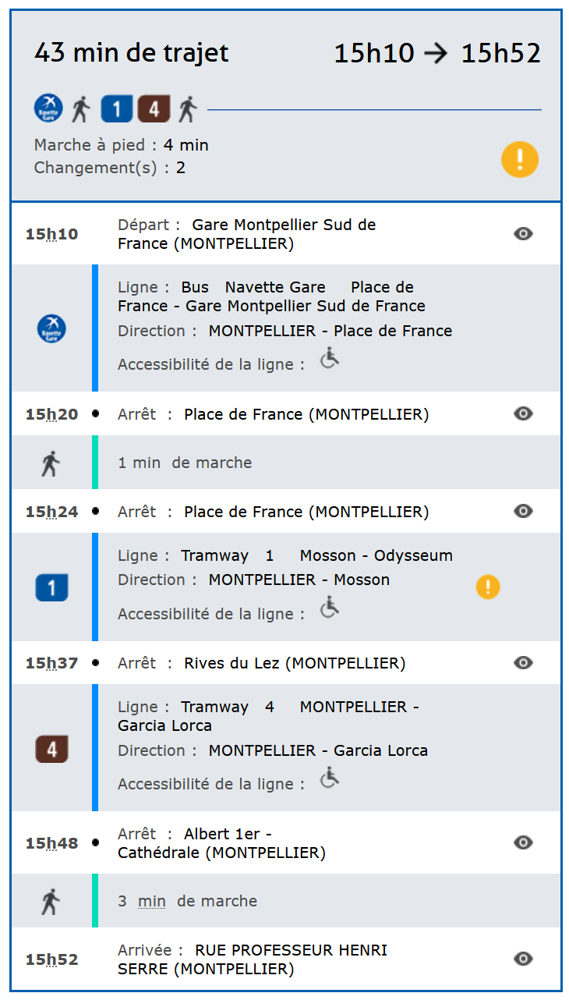 43 min de trajet 15h10 → 15h52
Navette Gare 1 4
Marche à pied : 4 min
Changement(s) : 2
15h10 Départ : Gare Montpellier Sud de
France (MONTPELLIER)
Ligne : Bus Navette Gare Place de
France - Gare Montpellier Sud de France
Navette Gare
Direction : MONTPELLIER - Place de France
Accessibilité de la ligne :
15h20 Arrêt : Place de France (MONTPELLIER)
1 min de marche
15h24 Arrêt : Place de France (MONTPELLIER)
Ligne : Tramway 1 Mosson - Odysseum
1 Direction : MONTPELLIER - Mosson
Accessibilité de la ligne :
15h37 Arrêt : Rives du Lez (MONTPELLIER)
Ligne : Tramway 4 MONTPELLIER -
Garcia Lorca
4 Direction : MONTPELLIER - Garcia Lorca
Accessibilité de la ligne :
15h48 Arrêt : Albert 1er -
Cathédrale (MONTPELLIER)
3 min de marche
15h52 Arrivée : RUE PROFESSEUR HENRI
SERRE (MONTPELLIER)